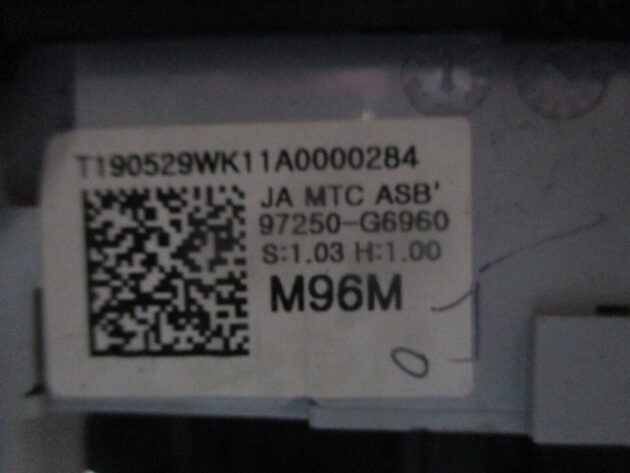 T190529WK11A0000284
JA MTC ASB'
97250-G6960
S:1.03 H:1.00
M96M